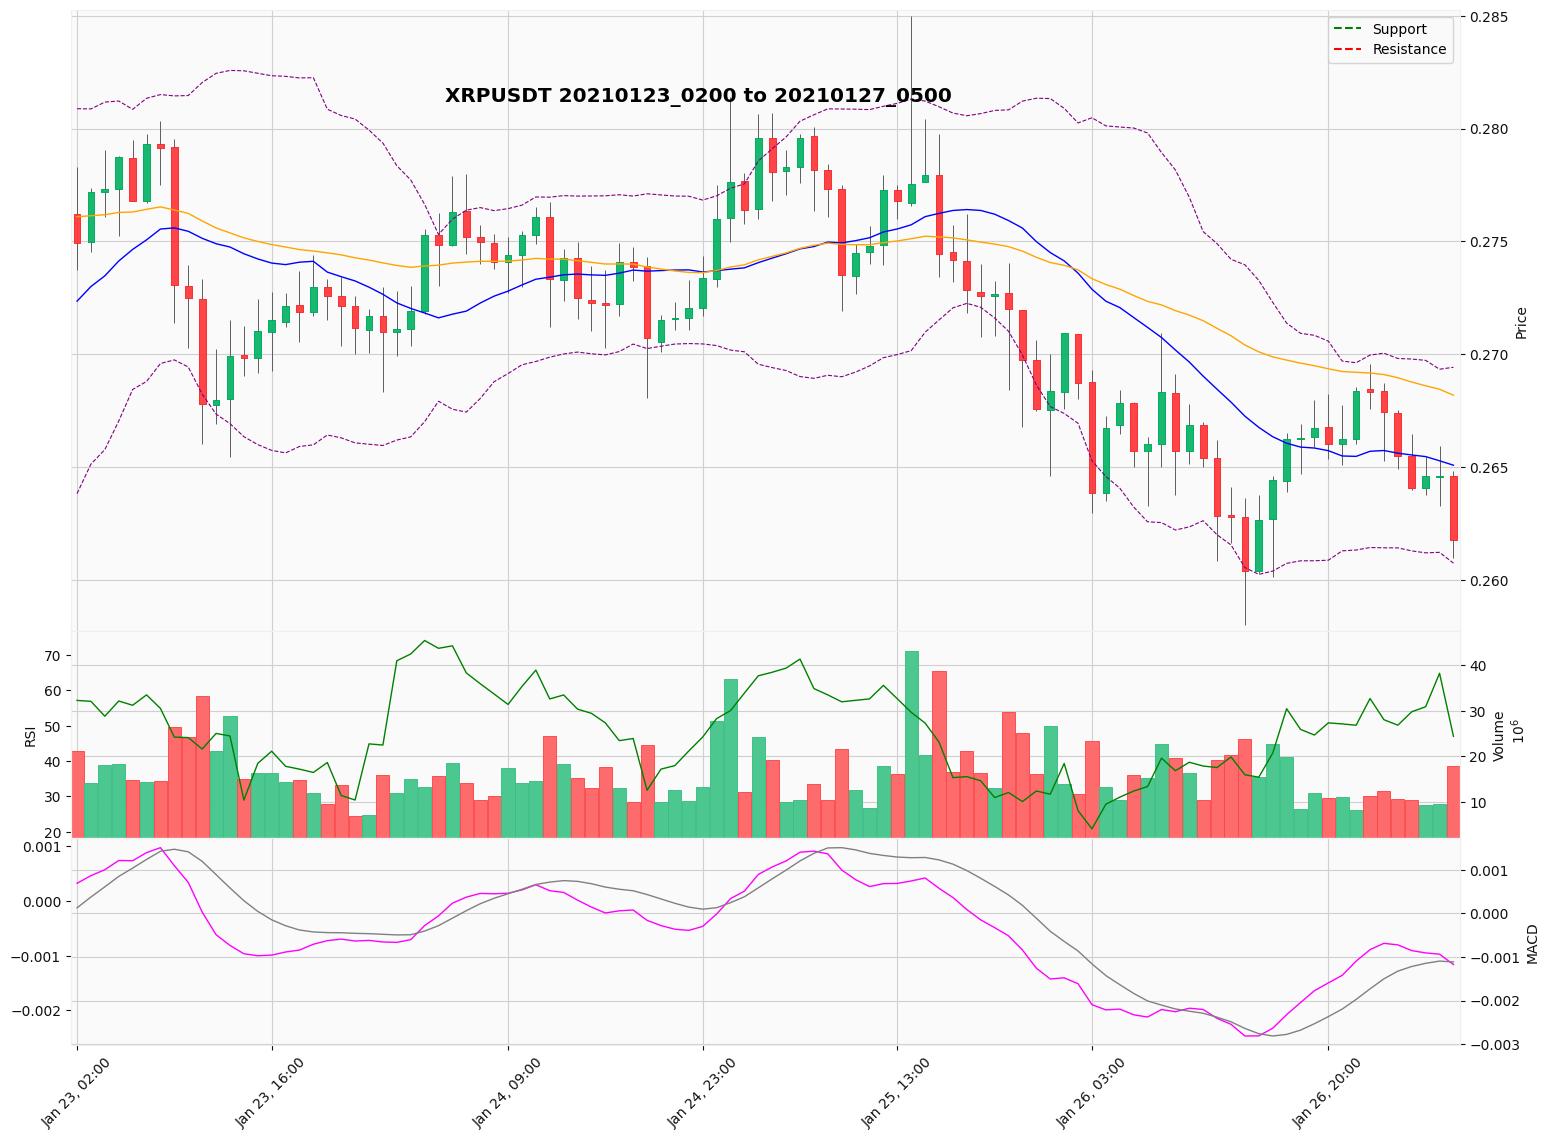 XRPUSDT 20210123_0200 to 20210127_0500
Support
Resistance
0.285
0.280
0.275
0.270
0.265
0.260
Price
70
60
50
40
30
20
RSI
40
30
20
10
Volume
10^6
0.001
0.000
−0.001
−0.002
0.001
0.000
−0.001
−0.002
−0.003
MACD
Jan 23, 02:00
Jan 23, 16:00
Jan 24, 09:00
Jan 24, 23:00
Jan 25, 13:00
Jan 26, 03:00
Jan 26, 20:00